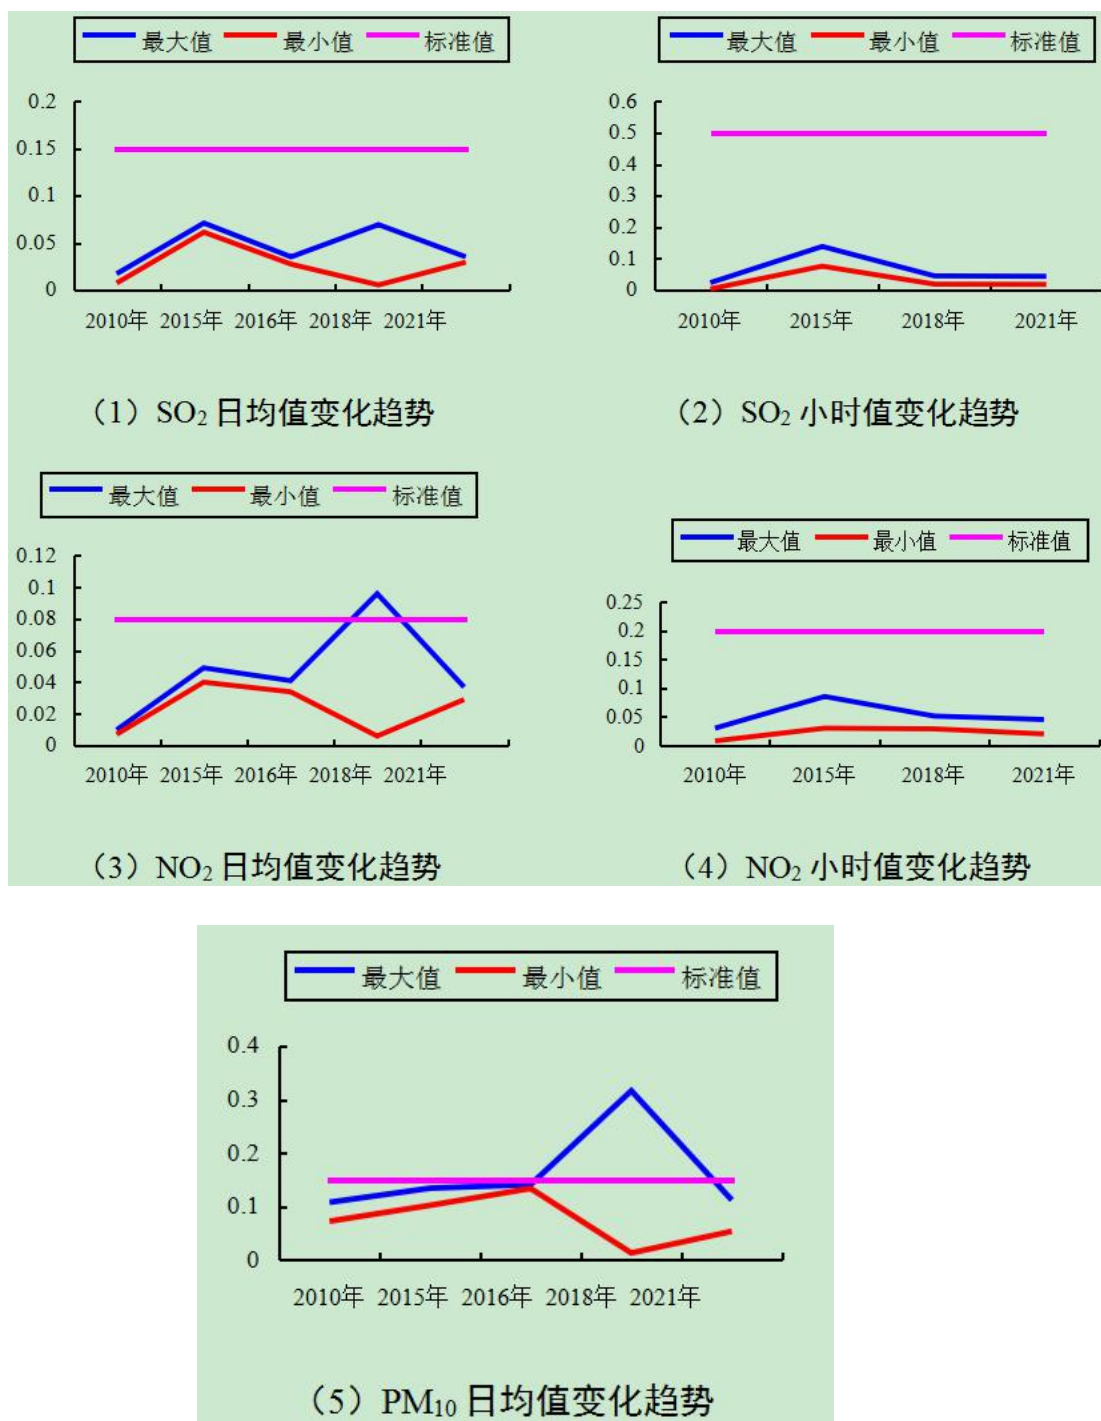 最大值 最小值 标准值
0.2
0.15
0.1
0.05
0
2010年 2015年 2016年 2018年 2021年
（1）SO₂ 日均值变化趋势
最大值 最小值 标准值
0.6
0.5
0.4
0.3
0.2
0.1
0
2010年 2015年 2018年 2021年
（2）SO₂ 小时值变化趋势
最大值 最小值 标准值
0.12
0.1
0.08
0.06
0.04
0.02
0
2010年 2015年 2016年 2018年 2021年
（3）NO₂ 日均值变化趋势
最大值 最小值 标准值
0.25
0.2
0.15
0.1
0.05
0
2010年 2015年 2018年 2021年
（4）NO₂ 小时值变化趋势
最大值 最小值 标准值
0.4
0.3
0.2
0.1
0
2010年 2015年 2016年 2018年 2021年
（5）PM₁₀ 日均值变化趋势